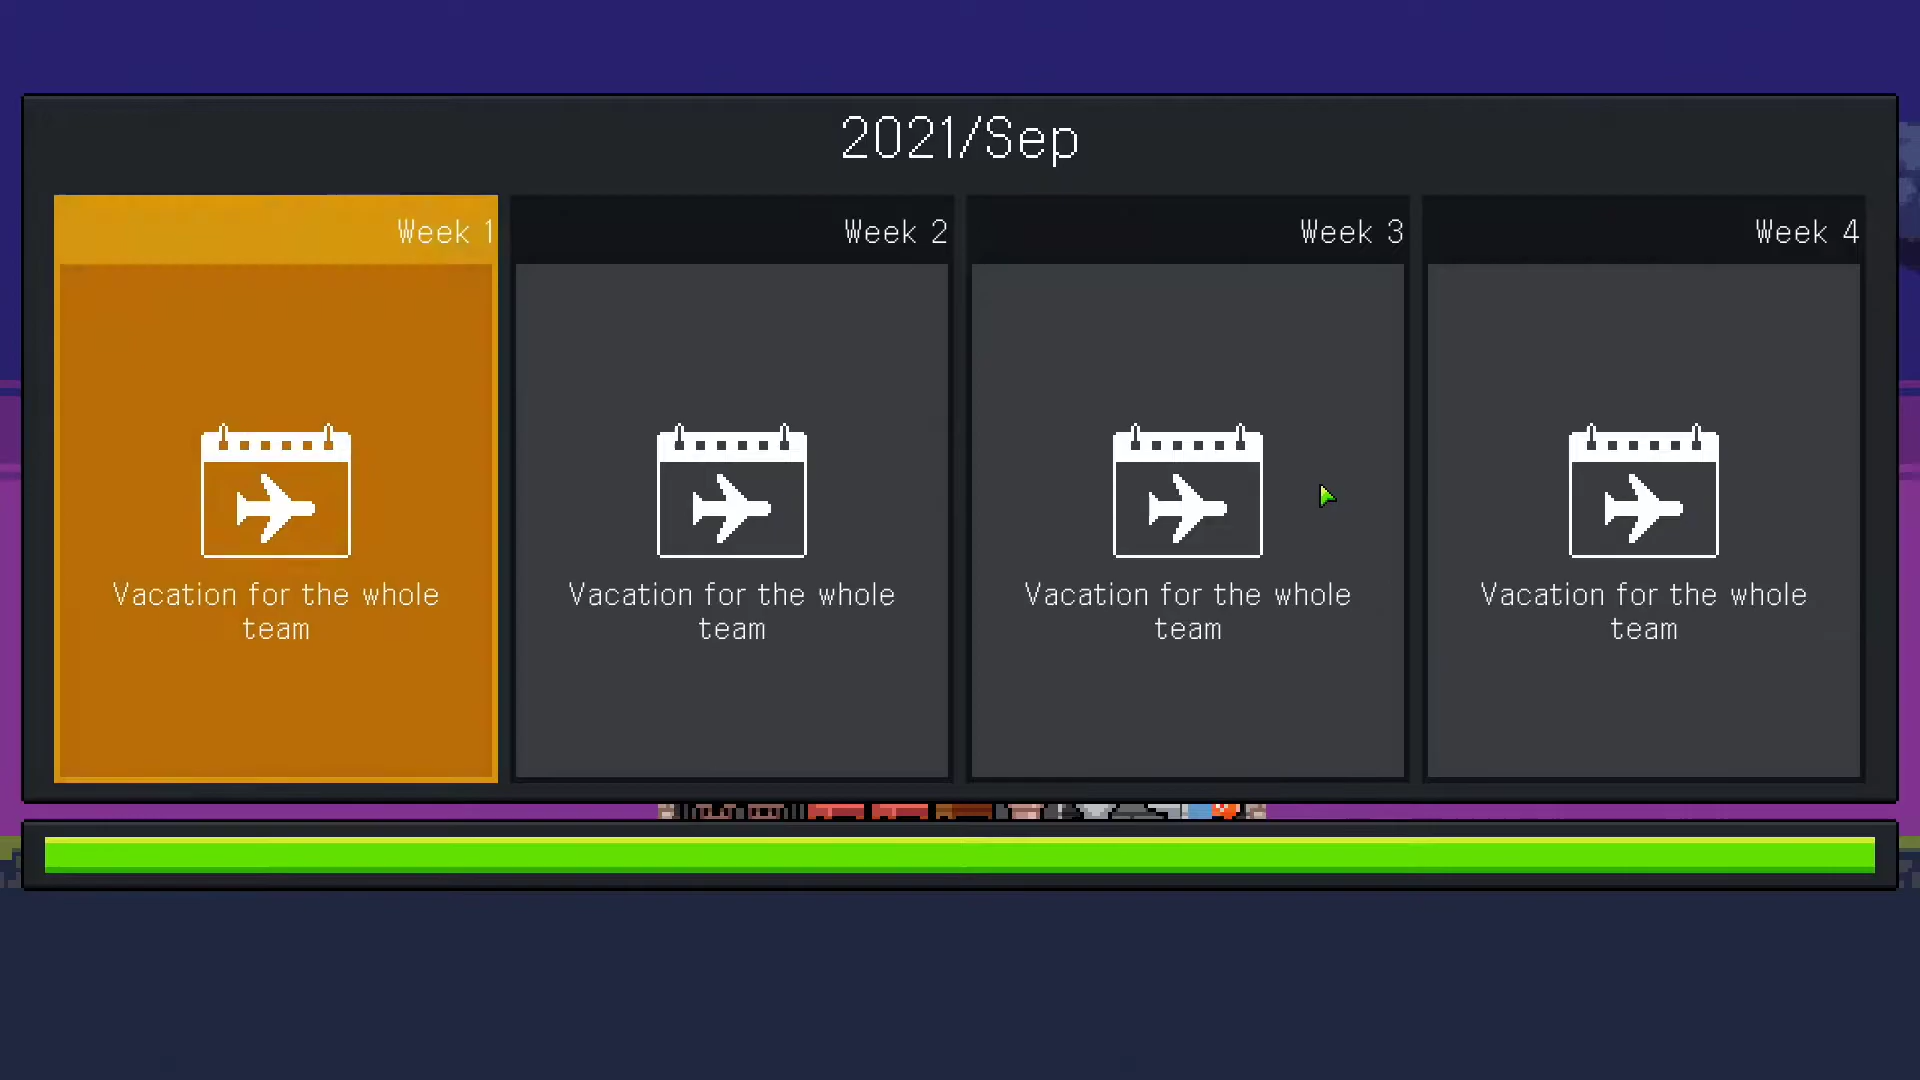 2021/Sep
Week 1
Vacation for the whole
team
Week 2
Vacation for the whole
team
Week 3
Vacation for the whole
team
Week 4
Vacation for the whole
team